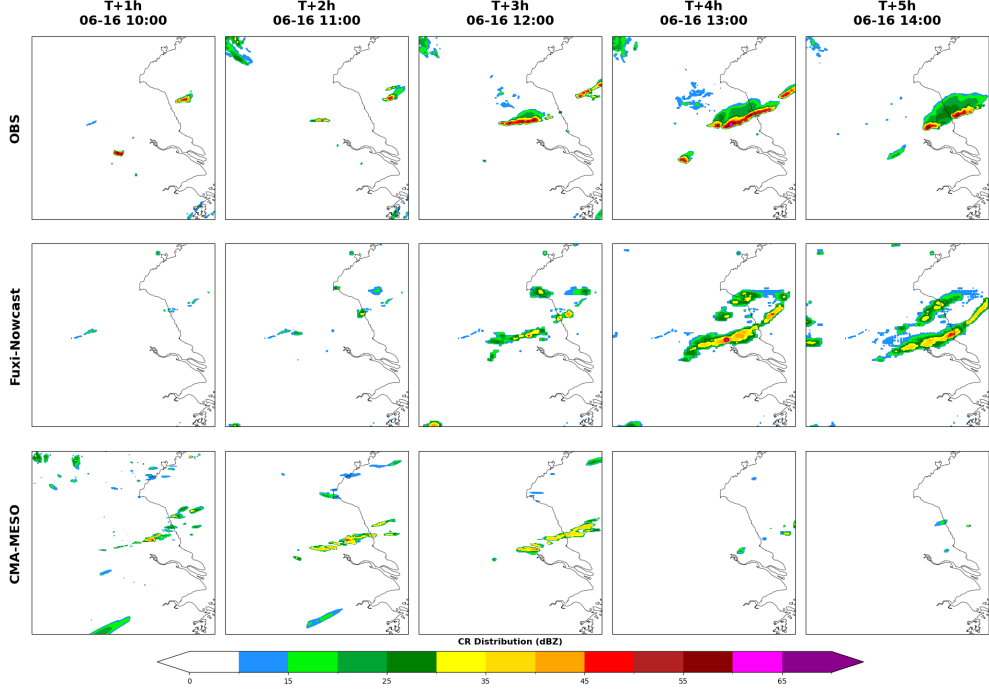 T+1h
06-16 10:00
T+2h
06-16 11:00
T+3h
06-16 12:00
T+4h
06-16 13:00
T+5h
06-16 14:00
OBS
Fuxi-Nowcast
CMA-MESO
CR Distribution (dBZ)
0 15 25 35 45 55 65